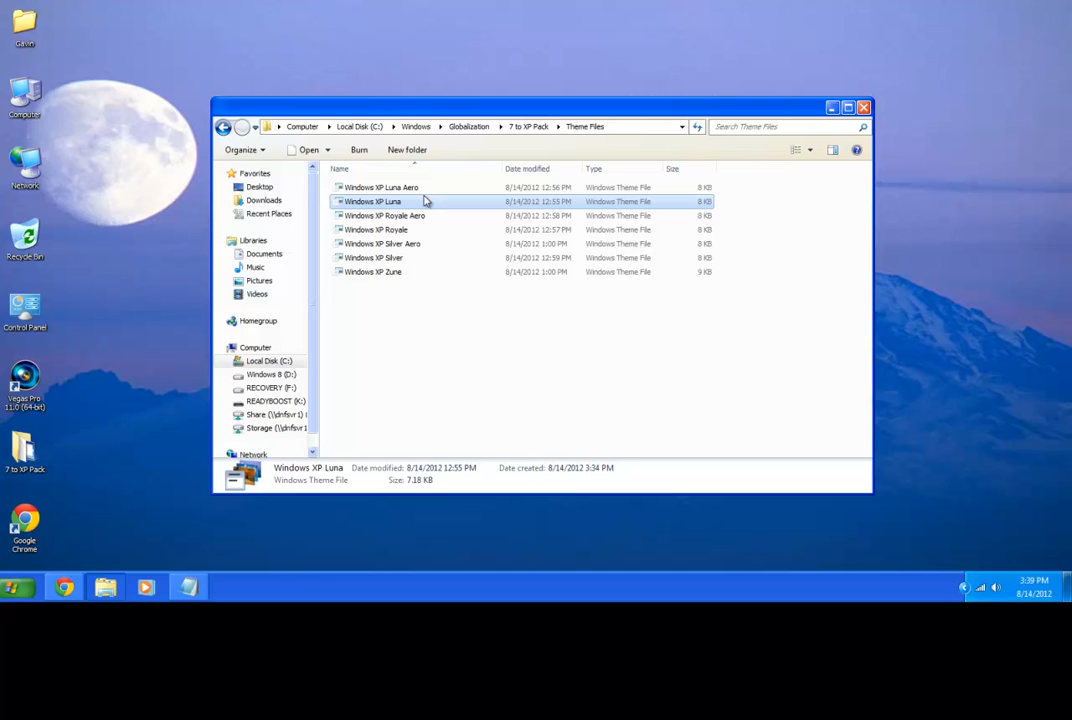 Gavin
Computer
Network
Recycle Bin
Control Panel
Vegas Pro
11.0 (64-bit)
7 to XP Pack
Google
Chrome
Computer Local Disk (C:) Windows Globalization 7 to XP Pack Theme Files Search Theme Files
Organize Open Burn New folder
Favorites
Desktop
Downloads
Recent Places
Libraries
Documents
Music
Pictures
Videos
Homegroup
Computer
Local Disk (C:)
Windows 8 (D:)
RECOVERY (F:)
READYBOOST (K:)
Share (\\dnfsvr1)
Storage (\\dnfsvr1
Network
Name Date modified Type Size
Windows XP Luna Aero 8/14/2012 12:56 PM Windows Theme File 8 KB
Windows XP Luna 8/14/2012 12:55 PM Windows Theme File 8 KB
Windows XP Royale Aero 8/14/2012 12:58 PM Windows Theme File 8 KB
Windows XP Royale 8/14/2012 12:57 PM Windows Theme File 8 KB
Windows XP Silver Aero 8/14/2012 1:00 PM Windows Theme File 8 KB
Windows XP Silver 8/14/2012 12:59 PM Windows Theme File 8 KB
Windows XP Zune 8/14/2012 1:00 PM Windows Theme File 9 KB
Windows XP Luna Date modified: 8/14/2012 12:55 PM Date created: 8/14/2012 3:34 PM
Windows Theme File Size: 7.18 KB
3:39 PM
8/14/2012